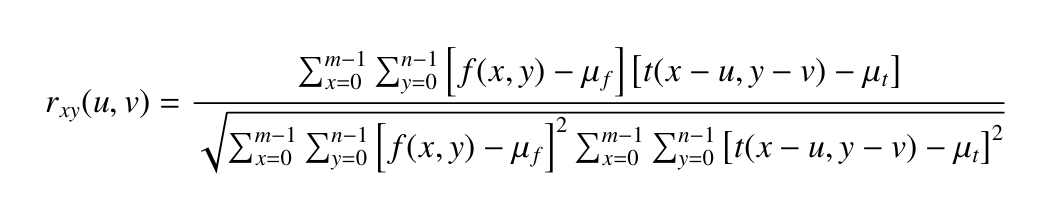 r_{xy}(u, v) = \frac{\sum_{x=0}^{m-1} \sum_{y=0}^{n-1} \left[ f(x, y) - \mu_f \right] \left[ t(x - u, y - v) - \mu_t \right]}{\sqrt{\sum_{x=0}^{m-1} \sum_{y=0}^{n-1} \left[ f(x, y) - \mu_f \right]^2 \sum_{x=0}^{m-1} \sum_{y=0}^{n-1} \left[ t(x - u, y - v) - \mu_t \right]^2}}